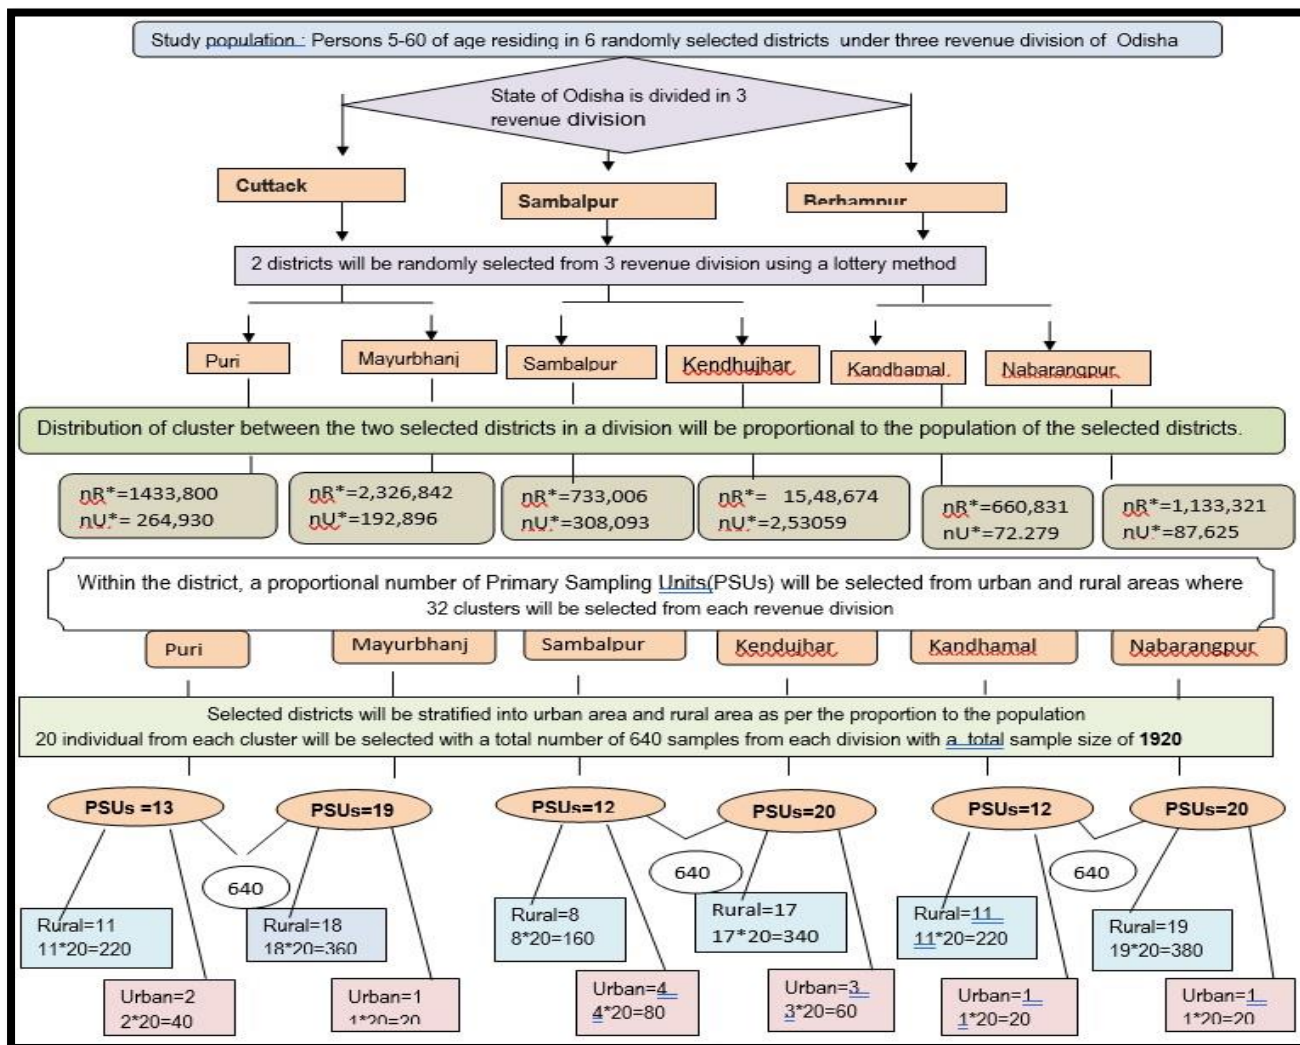 Study population : Persons 5-60 of age residing in 6 randomly selected districts under three revenue division of Odisha
State of Odisha is divided in 3
revenue division
Cuttack
Sambalpur
Berhampur
2 districts will be randomly selected from 3 revenue division using a lottery method
Puri
Mayurbhanj
Sambalpur
Kendhujhar
Kandhamal.
Nabarangpur
Distribution of cluster between the two selected districts in a division will be proportional to the population of the selected districts.
nR*=1433,800
nU*= 264,930
nR*=2,326,842
nU*=192,896
nR*=733,006
nU*=308,093
nR*= 15,48,674
nU*=2,53059
nR*=660,831
nU*=72.279
nR*=1,133,321
nU*=87,625
Within the district, a proportional number of Primary Sampling Units(PSUs) will be selected from urban and rural areas where
32 clusters will be selected from each revenue division
Puri
Mayurbhanj
Sambalpur
Kendujhar
Kandhamal
Nabarangpur
Selected districts will be stratified into urban area and rural area as per the proportion to the population
20 individual from each cluster will be selected with a total number of 640 samples from each division with a total sample size of 1920
PSUs =13
PSUs=19
PSUs=12
PSUs=20
PSUs=12
PSUs=20
640
640
640
Rural=11
11*20=220
Rural=18
18*20=360
Rural=8
8*20=160
Rural=17
17*20=340
Rural=11
11*20=220
Rural=19
19*20=380
Urban=2
2*20=40
Urban=1
1*20=20
Urban=4
4*20=80
Urban=3
3*20=60
Urban=1
1*20=20
Urban=1
1*20=20